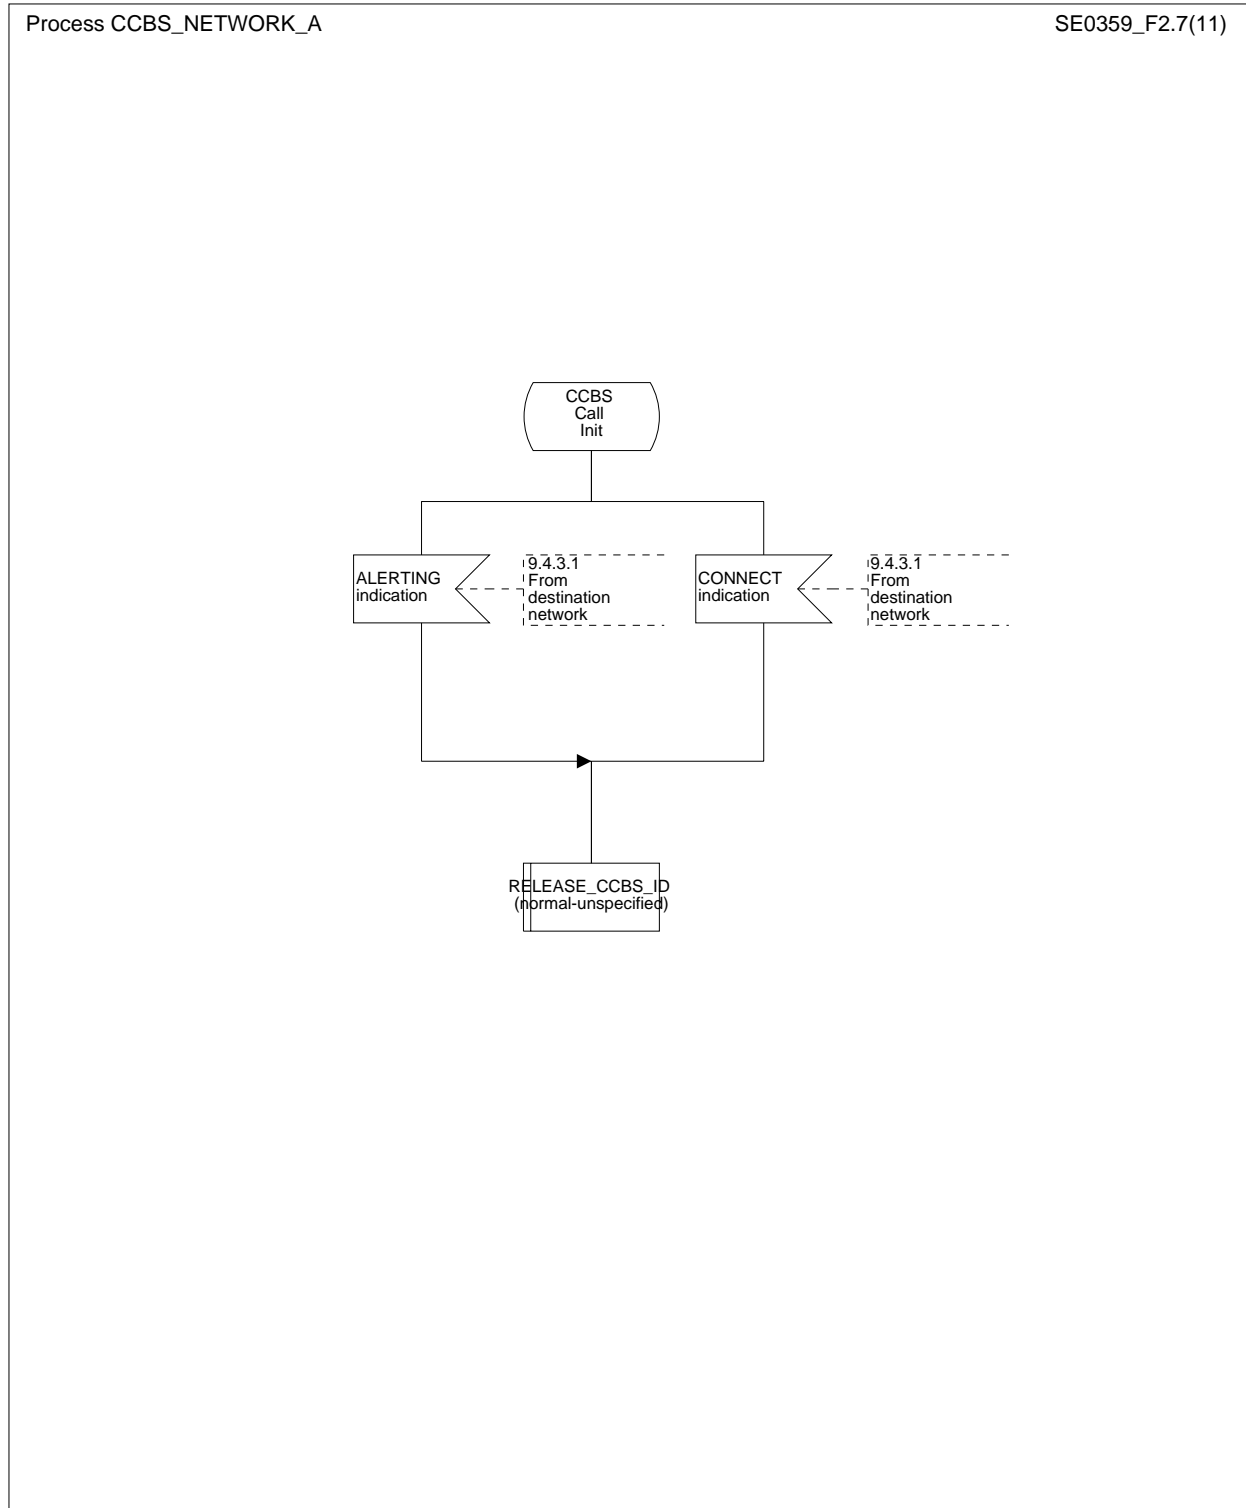 Process CCBS_NETWORK_A
SE0359_F2.7(11)
CCBS
Call
Init
ALERTING
indication
9.4.3.1
From
destination
network
CONNECT
indication
9.4.3.1
From
destination
network
RELEASE_CCBS_ID
(normal-unspecified)